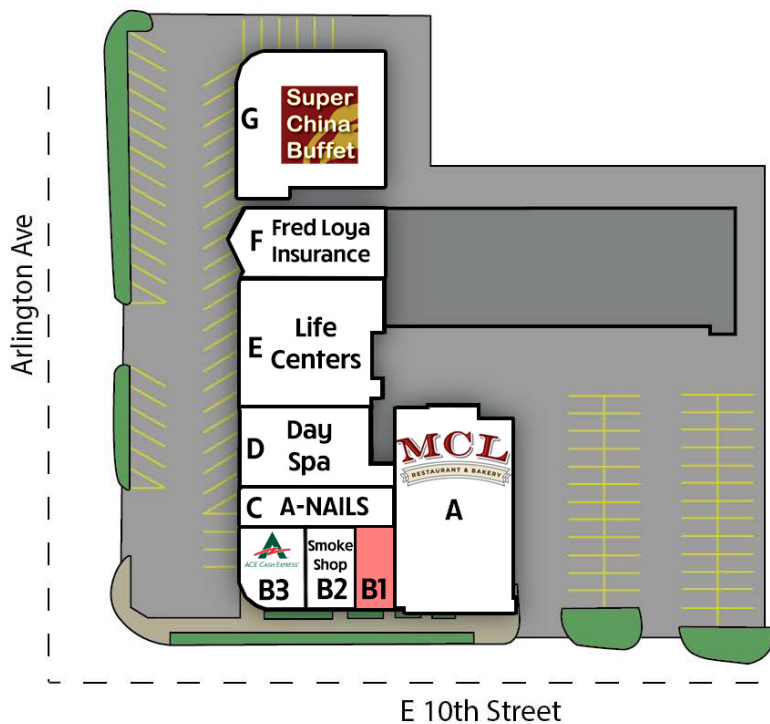 Super
China
Buffet
G
F
Fred Loya
Insurance
E
Life
Centers
D
Day
Spa
C
A-NAILS
ACE CASH EXPRESS
B3
Smoke
Shop
B2
B1
MCL
RESTAURANT & BAKERY
A
Arlington Ave
E 10th Street